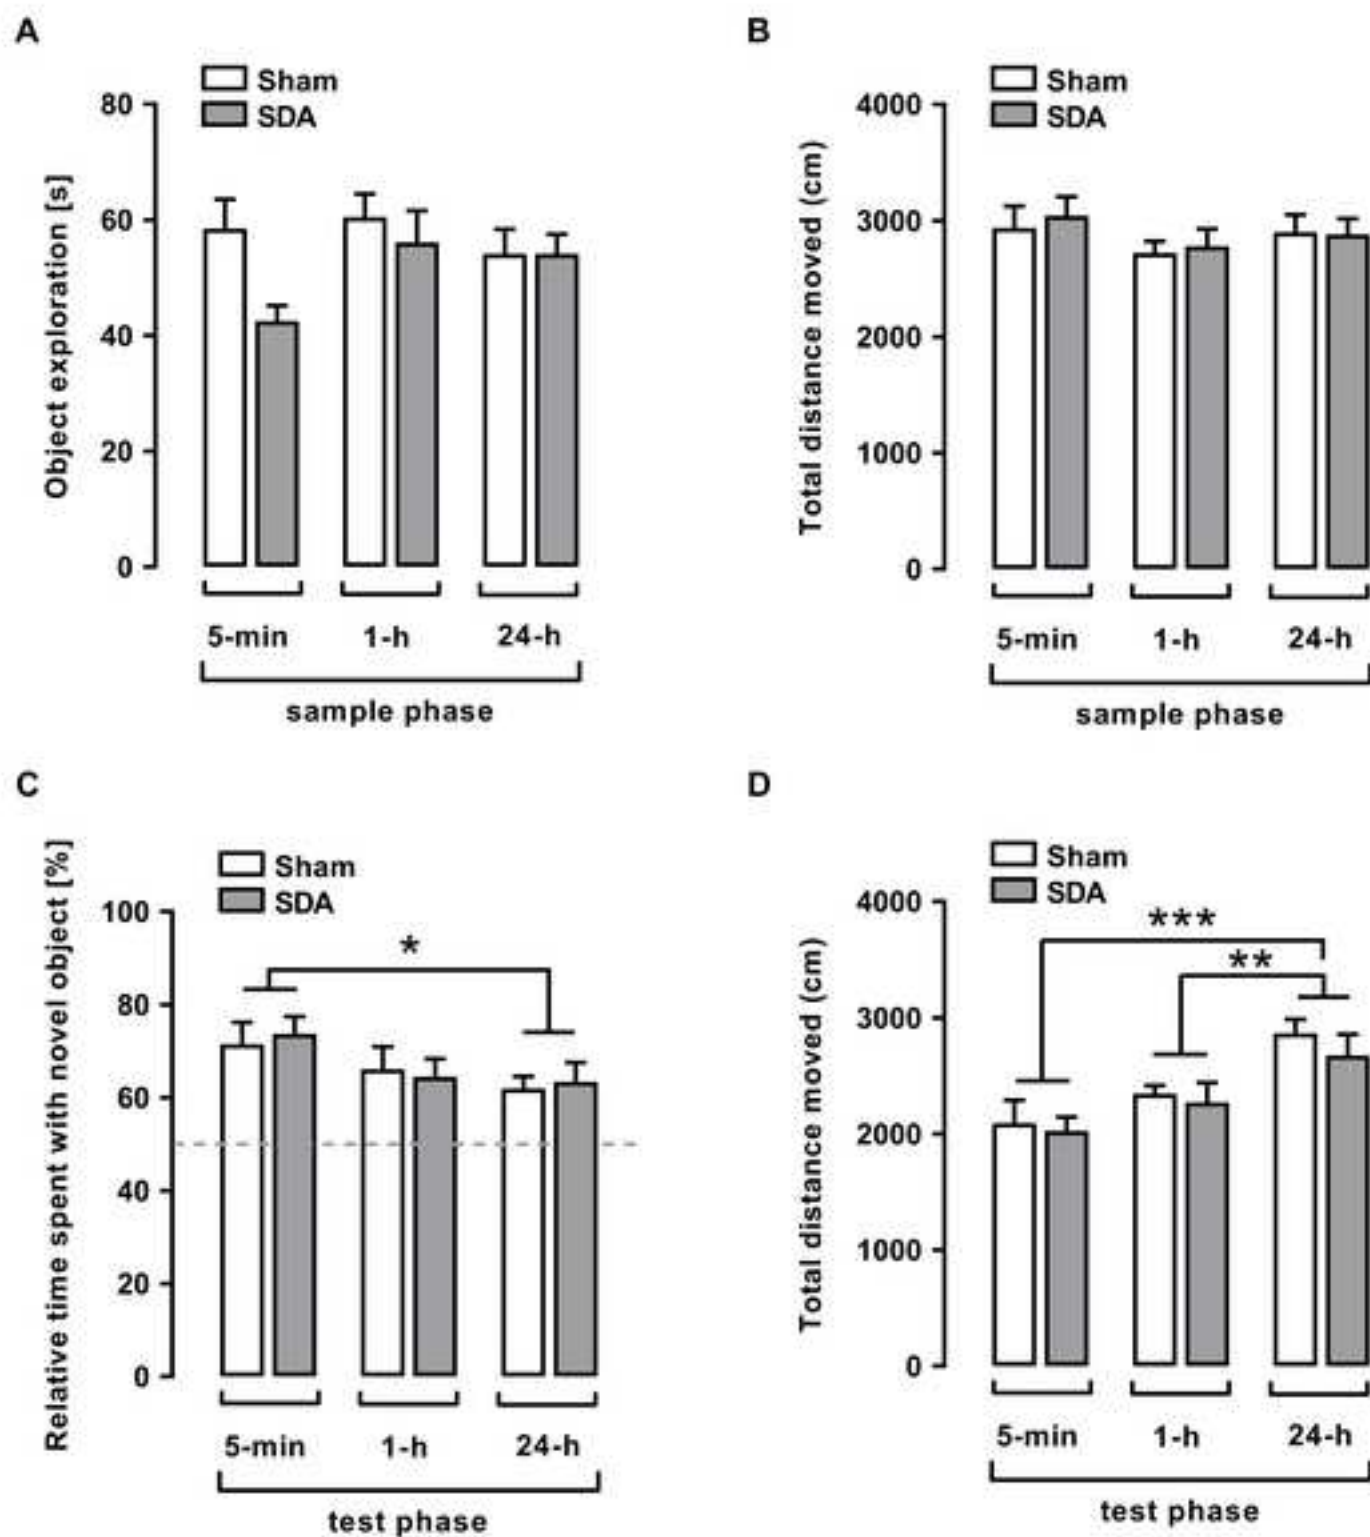 A
Sham
SDA
80
60
40
20
0
Object exploration [s]
5-min 1-h 24-h
sample phase
B
Sham
SDA
4000
3000
2000
1000
0
Total distance moved (cm)
5-min 1-h 24-h
sample phase
C
Sham
SDA
100
80
60
40
20
0
Relative time spent with novel object [%]
*
5-min 1-h 24-h
test phase
D
Sham
SDA
4000
3000
2000
1000
0
Total distance moved (cm)
***
**
5-min 1-h 24-h
test phase